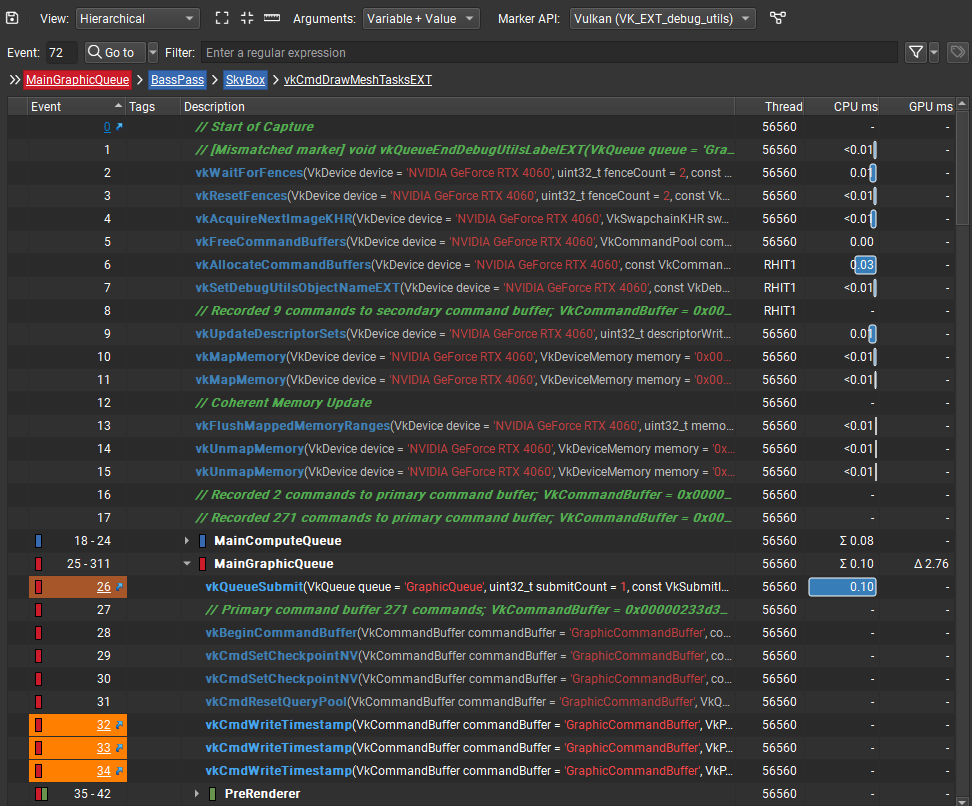 View: Hierarchical Arguments: Variable + Value Marker API: Vulkan (VK_EXT_debug_utils)
Event: 72 Go to Filter: Enter a regular expression
MainGraphicQueue > BassPass > SkyBox > vkCmdDrawMeshTasksEXT
Event Tags Description Thread CPU ms GPU ms
0 // Start of Capture 56560 - -
1 // [Mismatched marker] void vkQueueEndDebugUtilsLabelEXT(VkQueue queue = 'Gra... 56560 <0.01 -
2 vkWaitForFences(VkDevice device = 'NVIDIA GeForce RTX 4060', uint32_t fenceCount = 2, const ... 56560 0.01 -
3 vkResetFences(VkDevice device = 'NVIDIA GeForce RTX 4060', uint32_t fenceCount = 2, const Vk... 56560 <0.01 -
4 vkAcquireNextImageKHR(VkDevice device = 'NVIDIA GeForce RTX 4060', VkSwapchainKHR sw... 56560 <0.01 -
5 vkFreeCommandBuffers(VkDevice device = 'NVIDIA GeForce RTX 4060', VkCommandPool com... 56560 0.00 -
6 vkAllocateCommandBuffers(VkDevice device = 'NVIDIA GeForce RTX 4060', const VkComman... RHIT1 0.03 -
7 vkSetDebugUtilsObjectNameEXT(VkDevice device = 'NVIDIA GeForce RTX 4060', const VkDeb... RHIT1 <0.01 -
8 // Recorded 9 commands to secondary command buffer; VkCommandBuffer = 0x00... RHIT1 - -
9 vkUpdateDescriptorSets(VkDevice device = 'NVIDIA GeForce RTX 4060', uint32_t descriptorWrit... 56560 0.01 -
10 vkMapMemory(VkDevice device = 'NVIDIA GeForce RTX 4060', VkDeviceMemory memory = '0x00... 56560 <0.01 -
11 vkMapMemory(VkDevice device = 'NVIDIA GeForce RTX 4060', VkDeviceMemory memory = '0x00... 56560 <0.01 -
12 // Coherent Memory Update 56560 - -
13 vkFlushMappedMemoryRanges(VkDevice device = 'NVIDIA GeForce RTX 4060', uint32_t memo... 56560 <0.01 -
14 vkUnmapMemory(VkDevice device = 'NVIDIA GeForce RTX 4060', VkDeviceMemory memory = '0x... 56560 <0.01 -
15 vkUnmapMemory(VkDevice device = 'NVIDIA GeForce RTX 4060', VkDeviceMemory memory = '0x... 56560 <0.01 -
16 // Recorded 2 commands to primary command buffer; VkCommandBuffer = 0x0000... 56560 - -
17 // Recorded 271 commands to primary command buffer; VkCommandBuffer = 0x00... 56560 - -
18 - 24 MainComputeQueue 56560 Σ 0.08 -
25 - 311 MainGraphicQueue 56560 Σ 0.10 Δ 2.76
26 vkQueueSubmit(VkQueue queue = 'GraphicQueue', uint32_t submitCount = 1, const VkSubmitI... 56560 0.10 -
27 // Primary command buffer 271 commands; VkCommandBuffer = 0x00000233d3... 56560 - -
28 vkBeginCommandBuffer(VkCommandBuffer commandBuffer = 'GraphicCommandBuffer', co... 56560 - -
29 vkCmdSetCheckpointNV(VkCommandBuffer commandBuffer = 'GraphicCommandBuffer', co... 56560 - -
30 vkCmdSetCheckpointNV(VkCommandBuffer commandBuffer = 'GraphicCommandBuffer', co... 56560 - -
31 vkCmdResetQueryPool(VkCommandBuffer commandBuffer = 'GraphicCommandBuffer', VkQ... 56560 - -
32 vkCmdWriteTimestamp(VkCommandBuffer commandBuffer = 'GraphicCommandBuffer', VkP... 56560 - -
33 vkCmdWriteTimestamp(VkCommandBuffer commandBuffer = 'GraphicCommandBuffer', VkP... 56560 - -
34 vkCmdWriteTimestamp(VkCommandBuffer commandBuffer = 'GraphicCommandBuffer', VkP... 56560 - -
35 - 42 PreRenderer 56560 - -